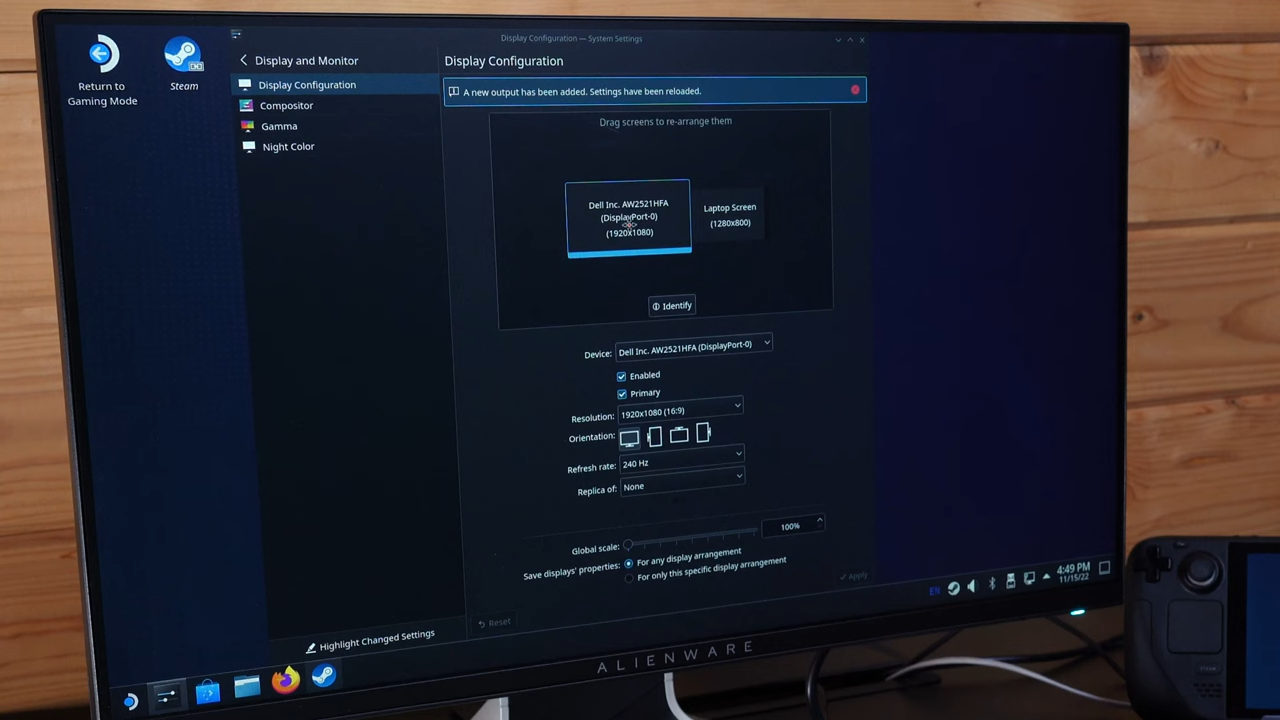 Return to
Gaming Mode
Steam
Display Configuration — System Settings
Display and Monitor
Display Configuration
Compositor
Gamma
Night Color
Highlight Changed Settings
Display Configuration
A new output has been added. Settings have been reloaded.
Drag screens to re-arrange them
Dell Inc. AW2521HFA
(DisplayPort-0)
(1920x1080)
Laptop Screen
(1280x800)
Identify
Device: Dell Inc. AW2521HFA (DisplayPort-0)
Enabled
Primary
Resolution: 1920x1080 (16:9)
Orientation:
Refresh rate: 240 Hz
Replica of: None
Global scale: 100%
Save displays' properties: For any display arrangement
For only this specific display arrangement
Reset
Apply
EN
4:49 PM
11/15/22
ALIENWARE